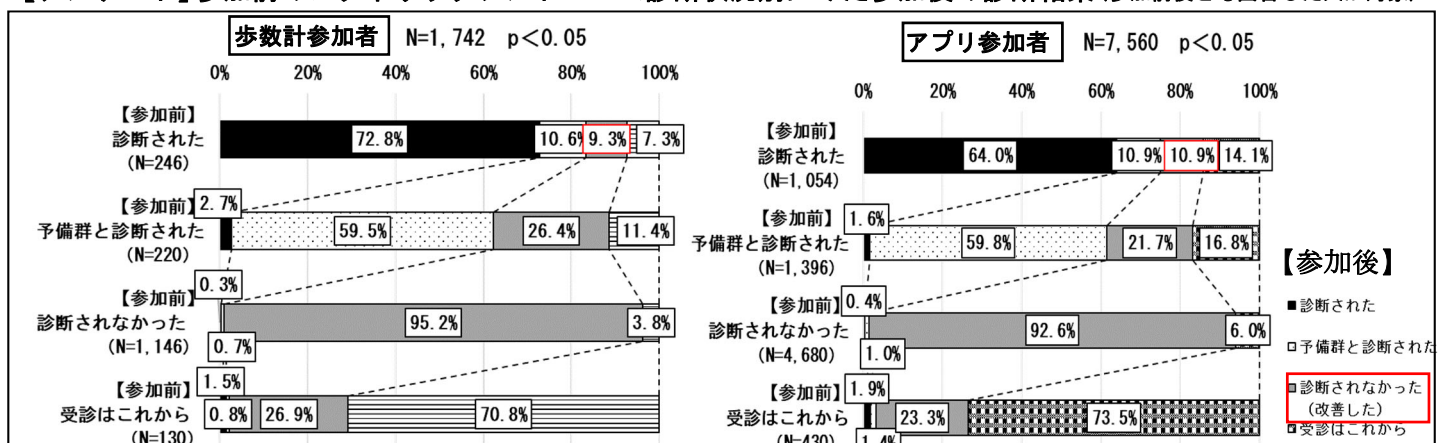 歩数計参加者 N=1,742 p<0.05
0% 20% 40% 60% 80% 100%
【参加前】
診断された
(N=246)
72.8% 10.6% 9.3% 7.3%
【参加前】
予備群と診断された
(N=220)
2.7% 59.5% 26.4% 11.4%
【参加前】
診断されなかった
(N=1,146)
0.3% 0.7% 95.2% 3.8%
【参加前】
受診はこれから
(N=130)
1.5% 0.8% 26.9% 70.8%
アプリ参加者 N=7,560 p<0.05
0% 20% 40% 60% 80% 100%
【参加前】
診断された
(N=1,054)
64.0% 10.9% 10.9% 14.1%
【参加前】
予備群と診断された
(N=1,396)
1.6% 59.8% 21.7% 16.8%
【参加前】
診断されなかった
(N=4,680)
0.4% 1.0% 92.6% 6.0%
【参加前】
受診はこれから
(N=430)
1.9% 1.4% 23.3% 73.5%
【参加後】
診断された
予備群と診断された
診断されなかった
(改善した)
受診はこれから